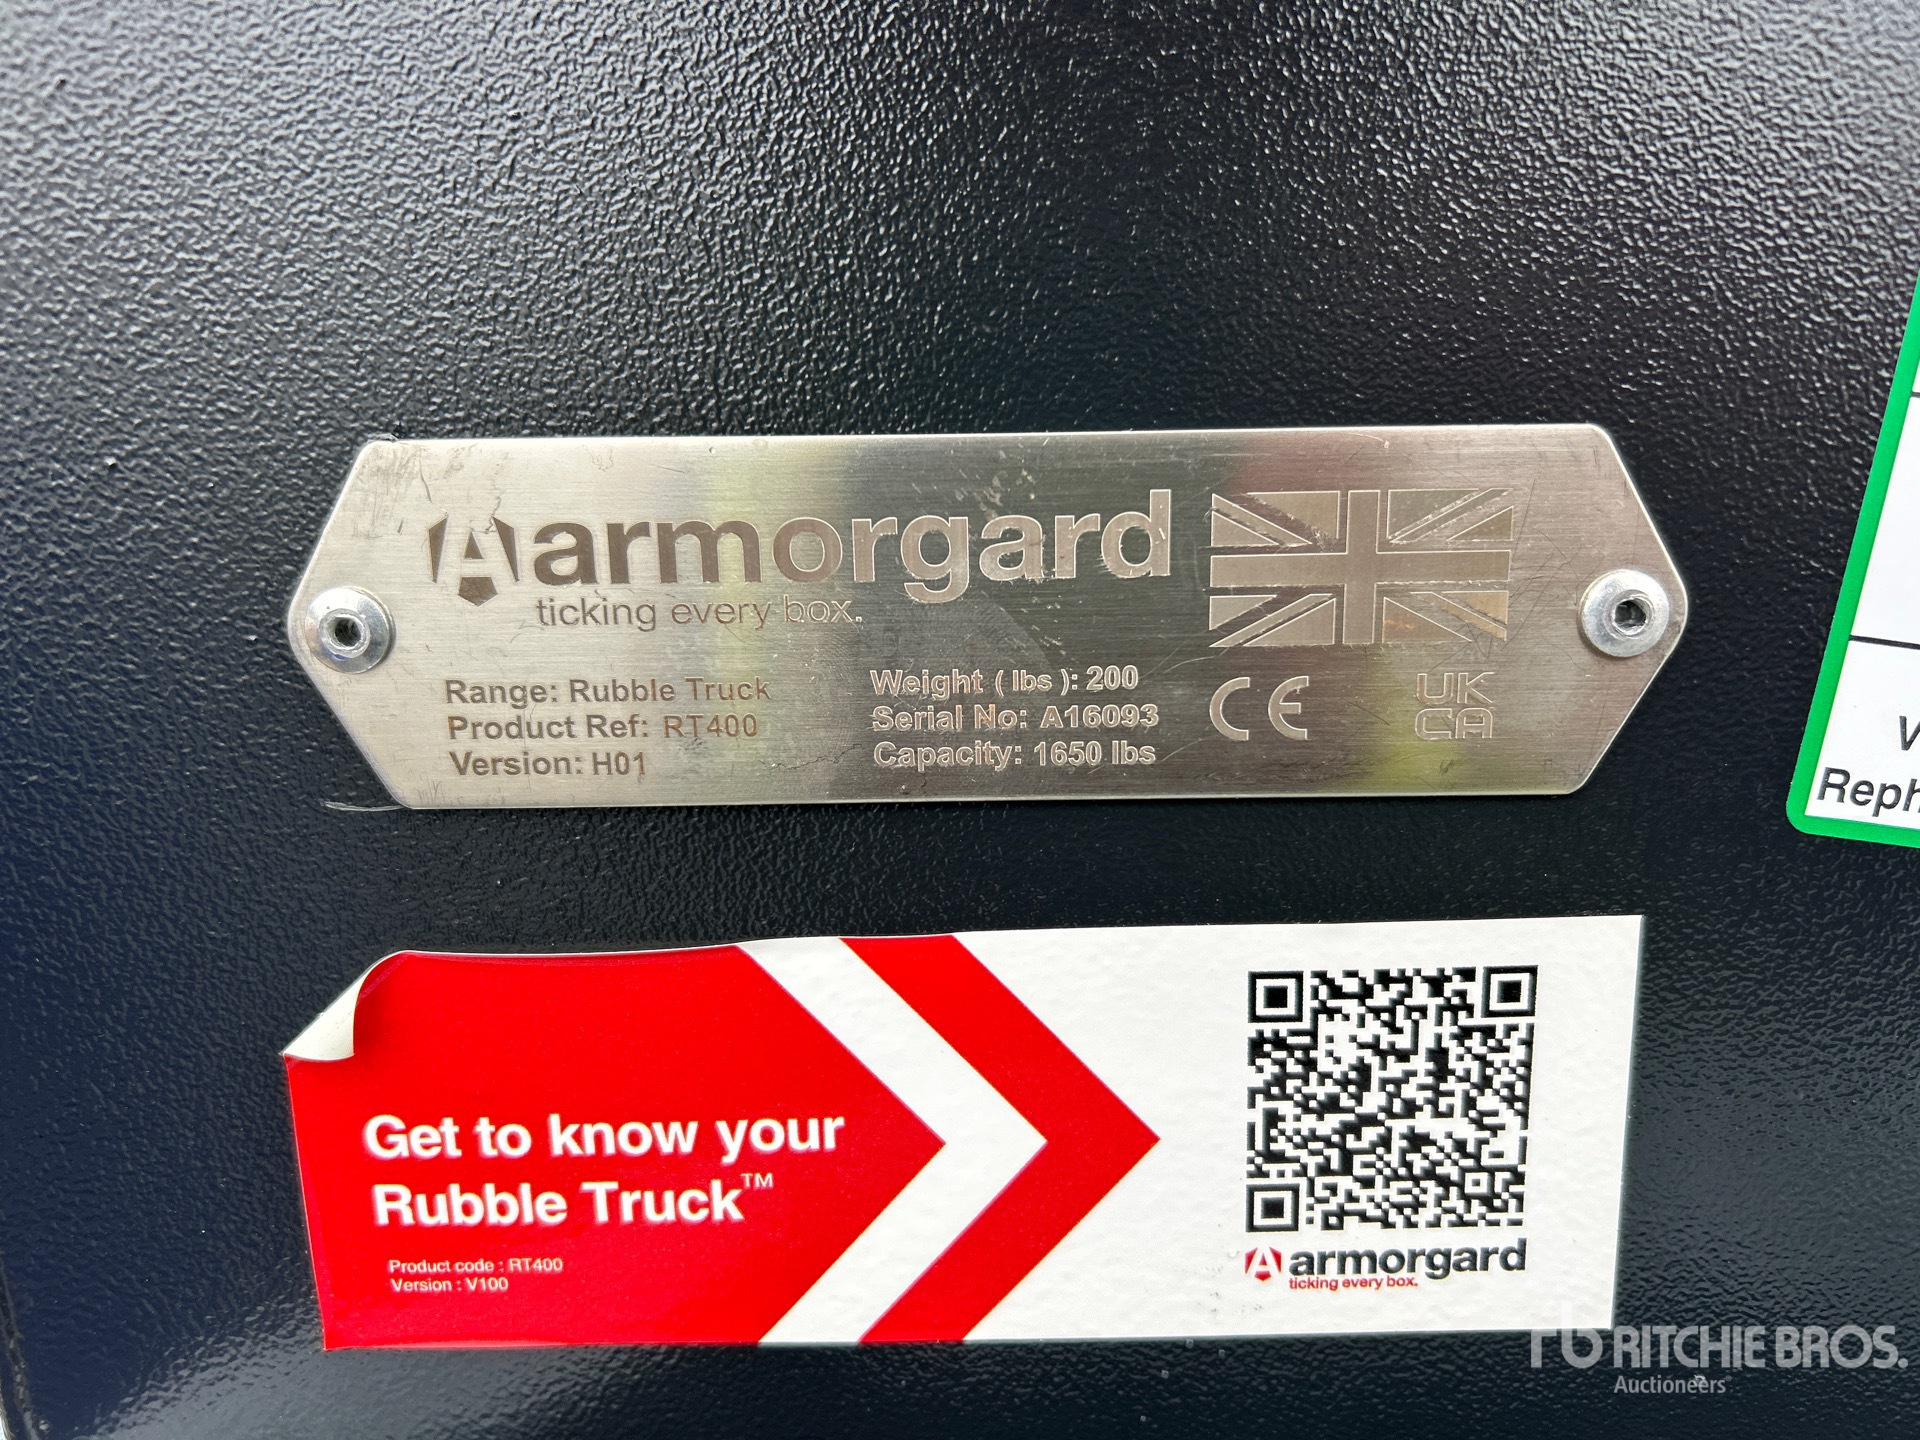 armorgard
ticking every box.
Range: Rubble Truck
Product Ref: RT400
Version: H01
Weight ( lbs ): 200
Serial No: A16093
Capacity: 1650 lbs
CE
UK
CA
V
Reph
Get to know your
Rubble Truck™
Product code : RT400
Version : V100
armorgard
ticking every box.
rb RITCHIE BROS.
Auctioneers